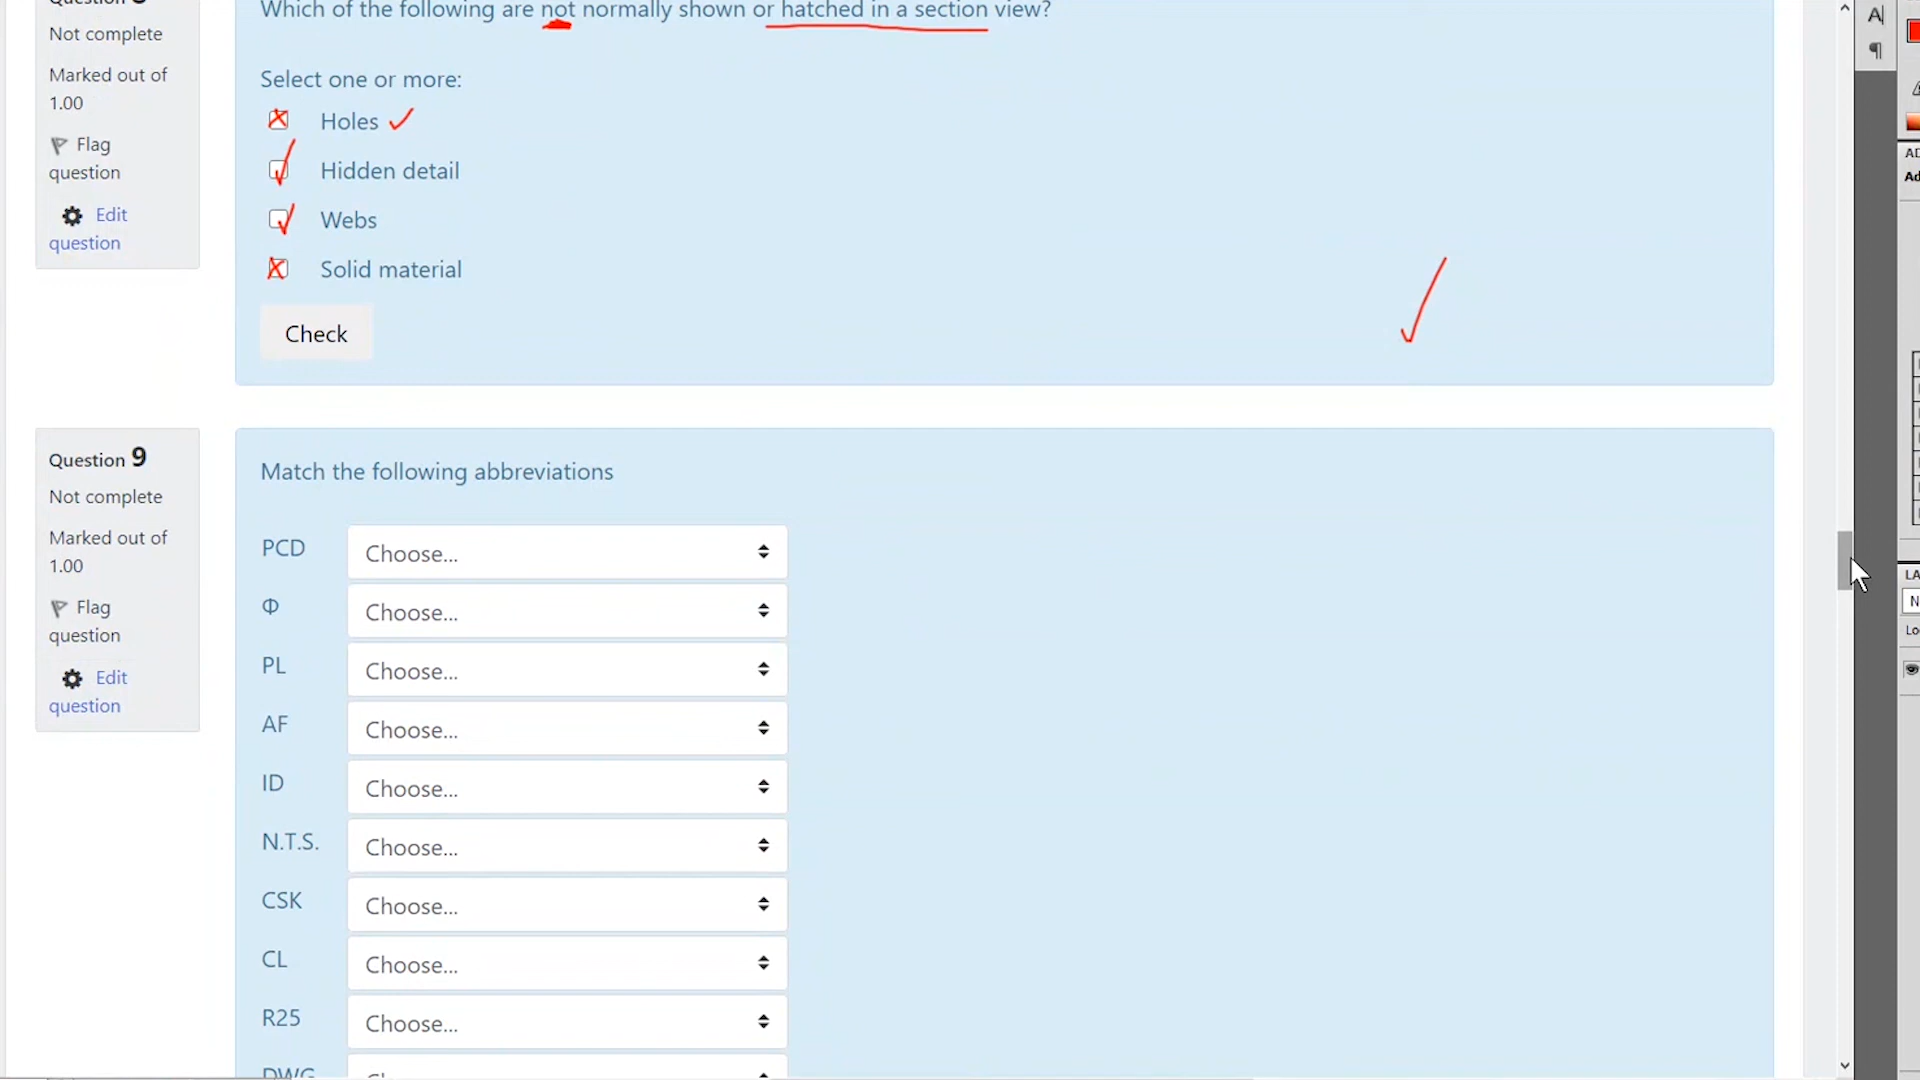 Which of the following are not normally shown or hatched in a section view?
Not complete
Marked out of
1.00
Flag
question
Edit
question
Select one or more:
Holes
Hidden detail
Webs
Solid material
Check
Question 9
Not complete
Marked out of
1.00
Flag
question
Edit
question
Match the following abbreviations
PCD Choose...
Φ Choose...
PL Choose...
AF Choose...
ID Choose...
N.T.S. Choose...
CSK Choose...
CL Choose...
R25 Choose...
DWG
A
¶